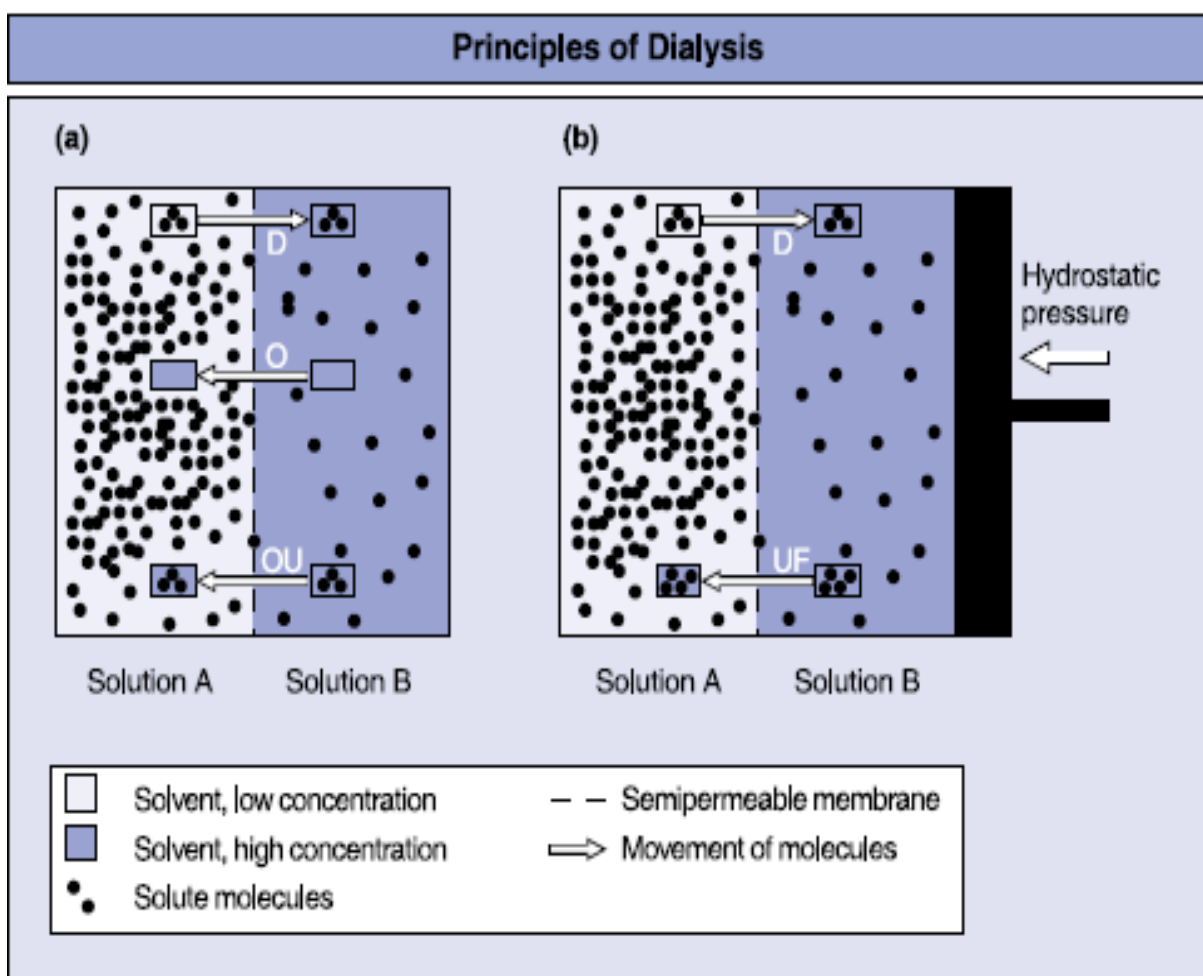 Principles of Dialysis
(a)
(b)
D
D
Hydrostatic
pressure
O
OU
UF
Solution A
Solution B
Solution A
Solution B
Solvent, low concentration
Semipermeable membrane
Solvent, high concentration
Movement of molecules
Solute molecules